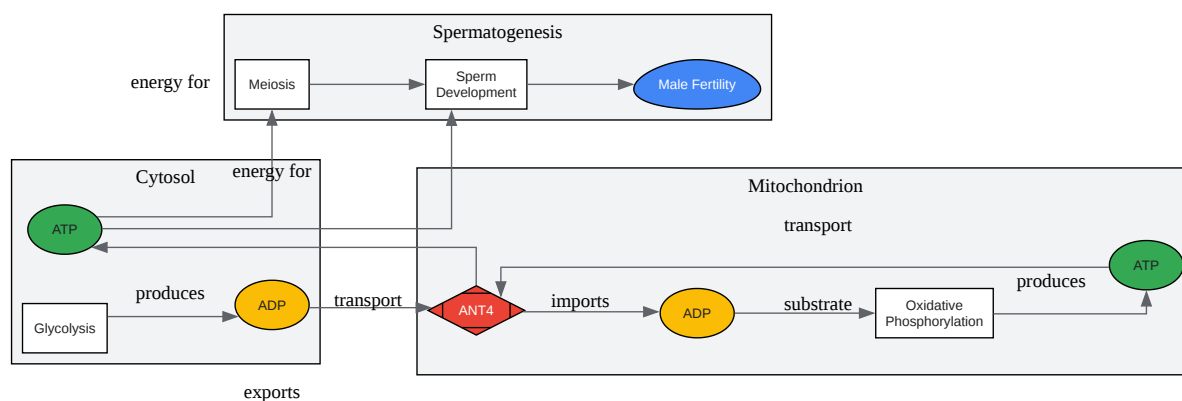 Spermatogenesis
energy for
Meiosis
Sperm
Development
Male Fertility
Cytosol
energy for
Mitochondrion
ATP
transport
ATP
produces
ADP
transport
ANT4
imports
ADP
substrate
Oxidative
Phosphorylation
produces
Glycolysis
exports